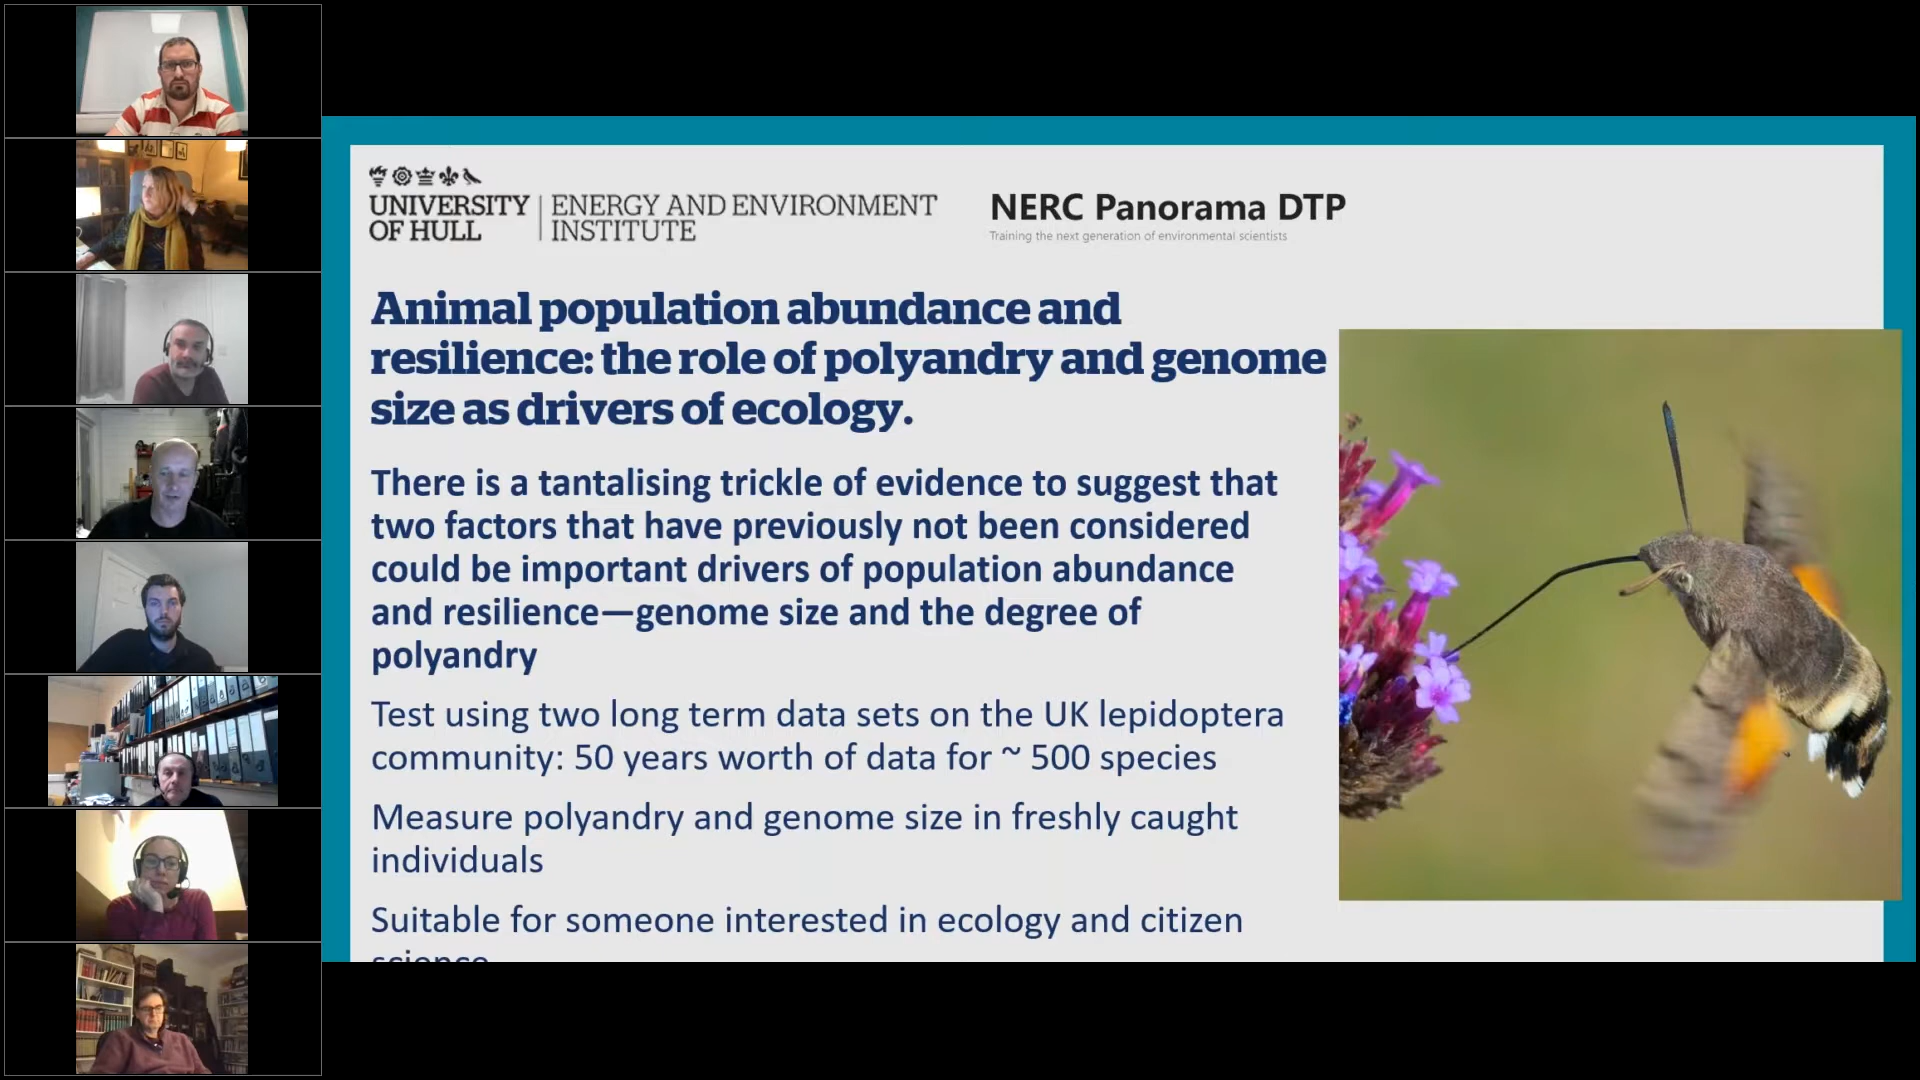 UNIVERSITY
OF HULL
ENERGY AND ENVIRONMENT
INSTITUTE
NERC Panorama DTP
Training the next generation of environmental scientists
Animal population abundance and
resilience: the role of polyandry and genome
size as drivers of ecology.
There is a tantalising trickle of evidence to suggest that
two factors that have previously not been considered
could be important drivers of population abundance
and resilience—genome size and the degree of
polyandry
Test using two long term data sets on the UK lepidoptera
community: 50 years worth of data for ~ 500 species
Measure polyandry and genome size in freshly caught
individuals
Suitable for someone interested in ecology and citizen
science